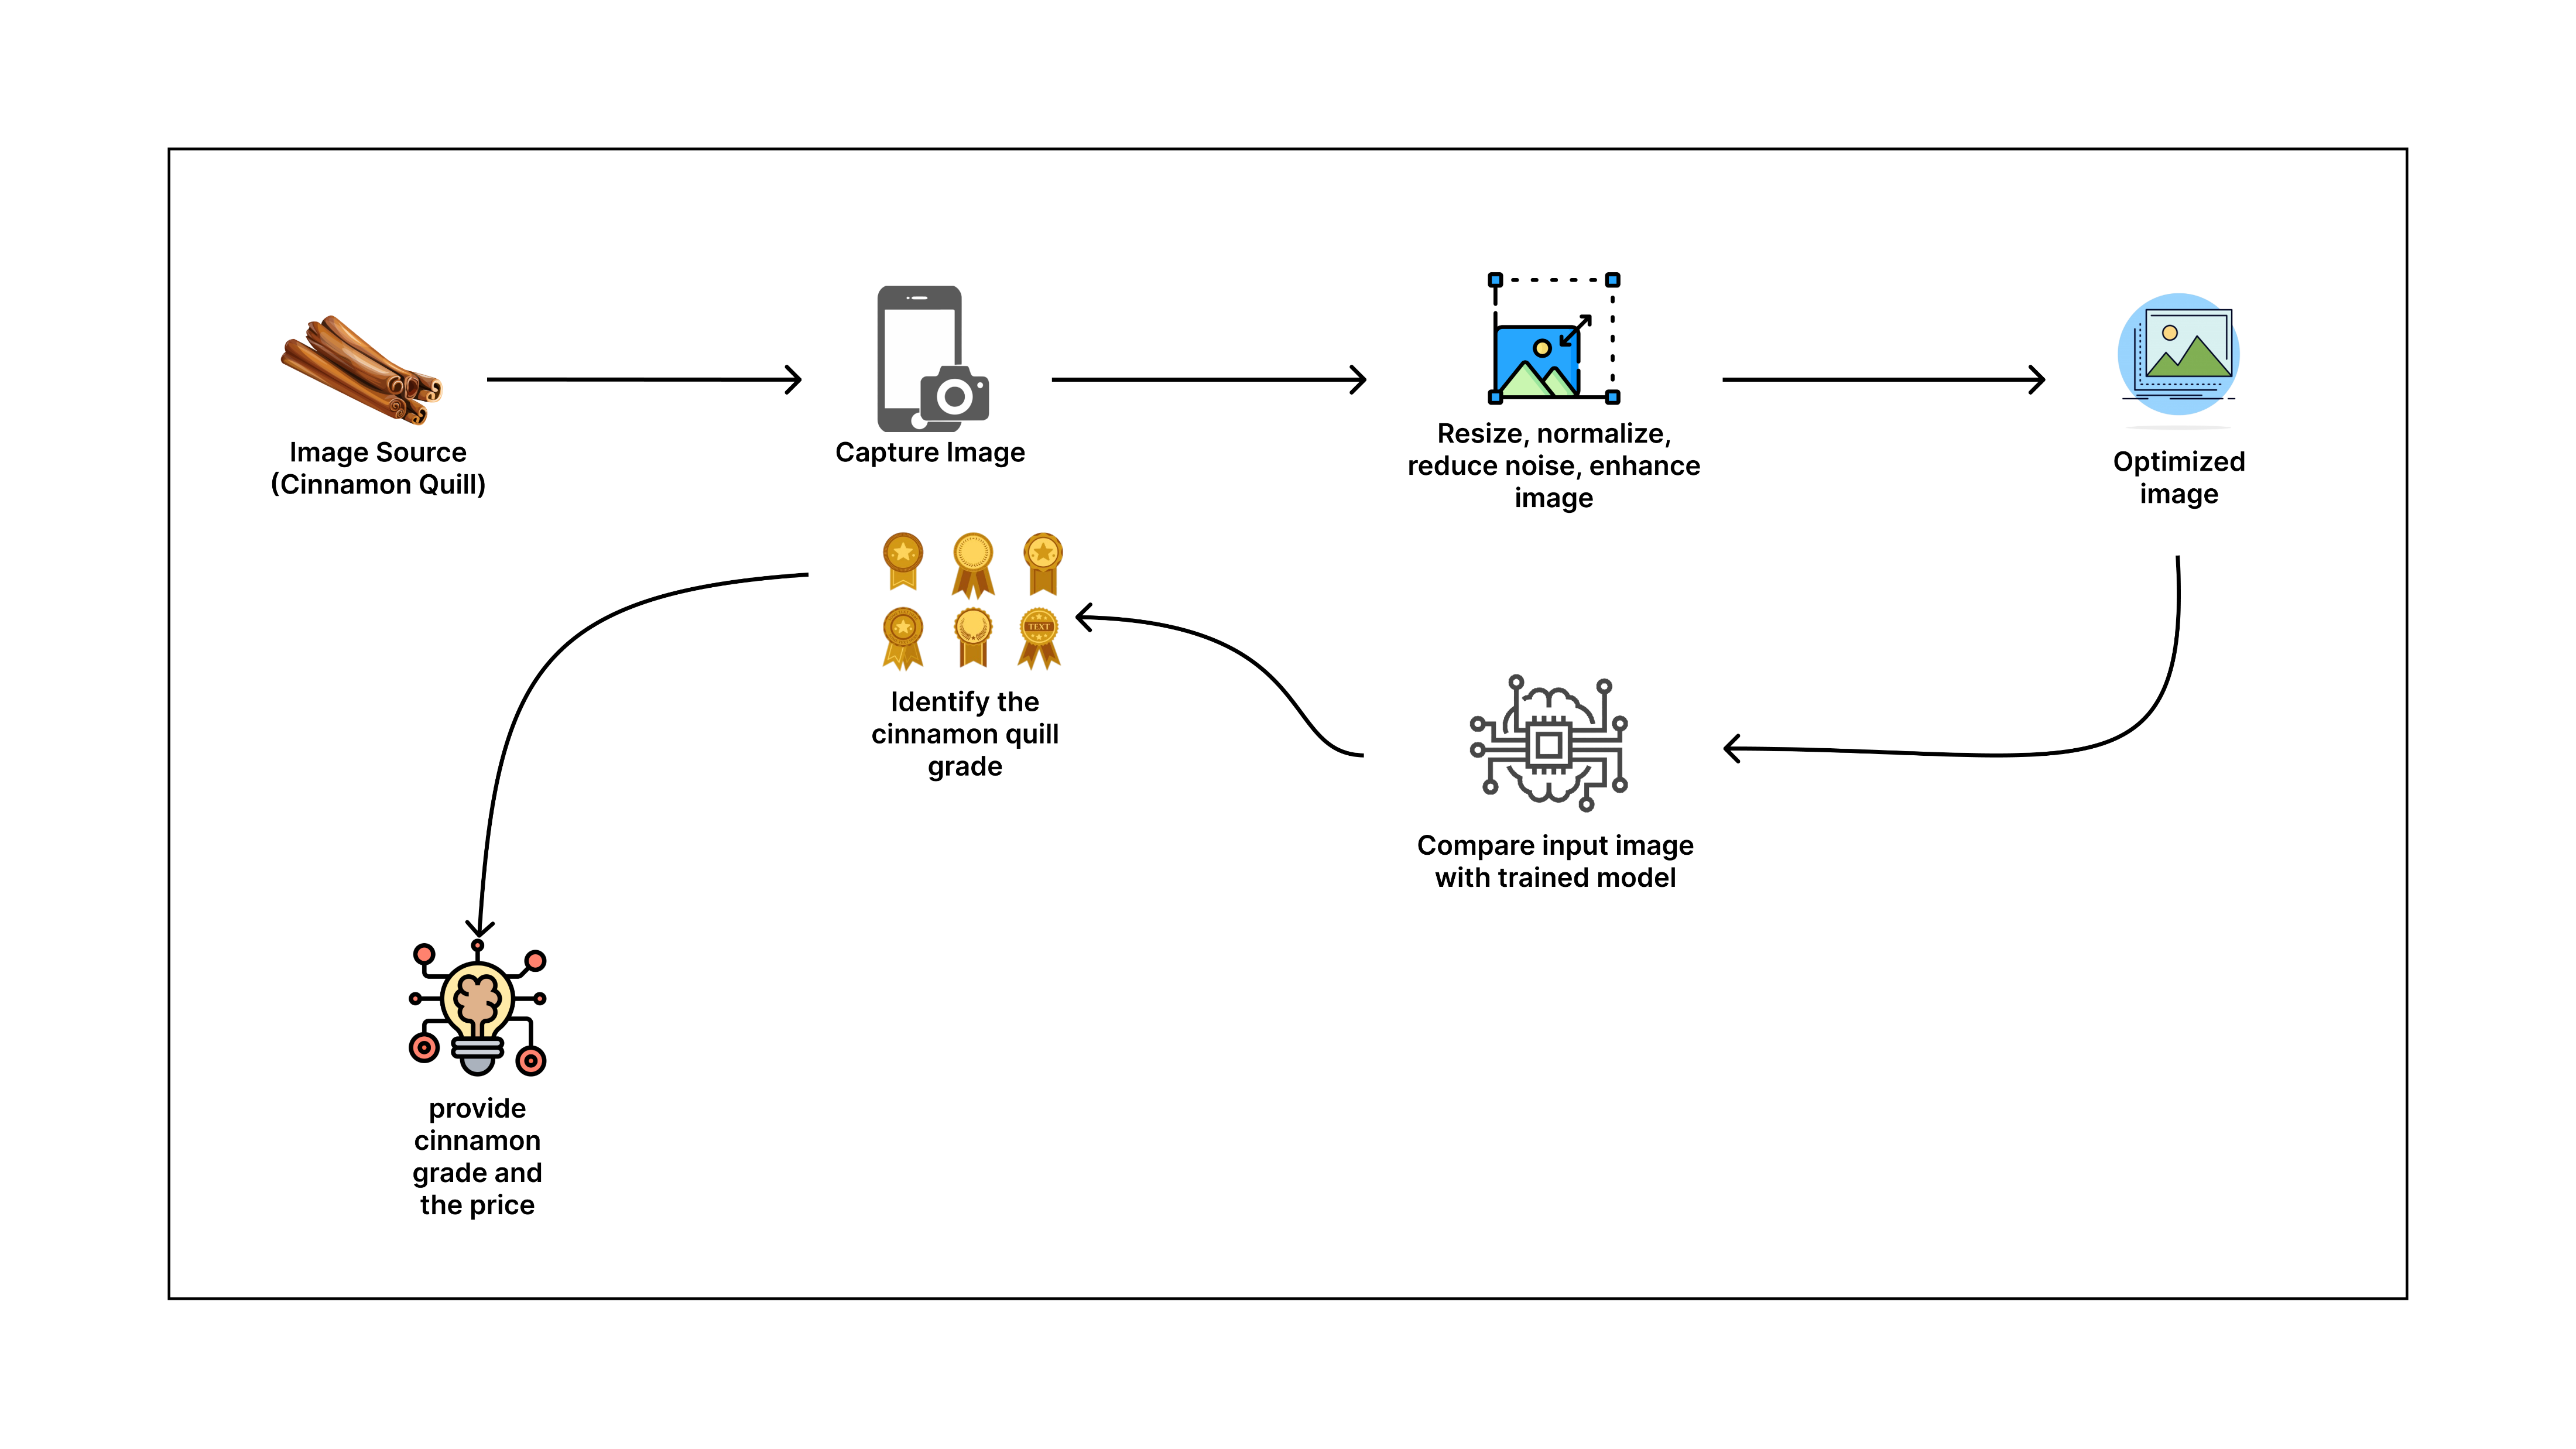 Image Source
(Cinnamon Quill)
Capture Image
Resize, normalize,
reduce noise, enhance
image
Optimized
image
TEXT
Identify the
cinnamon quill
grade
Compare input image
with trained model
provide
cinnamon
grade and
the price